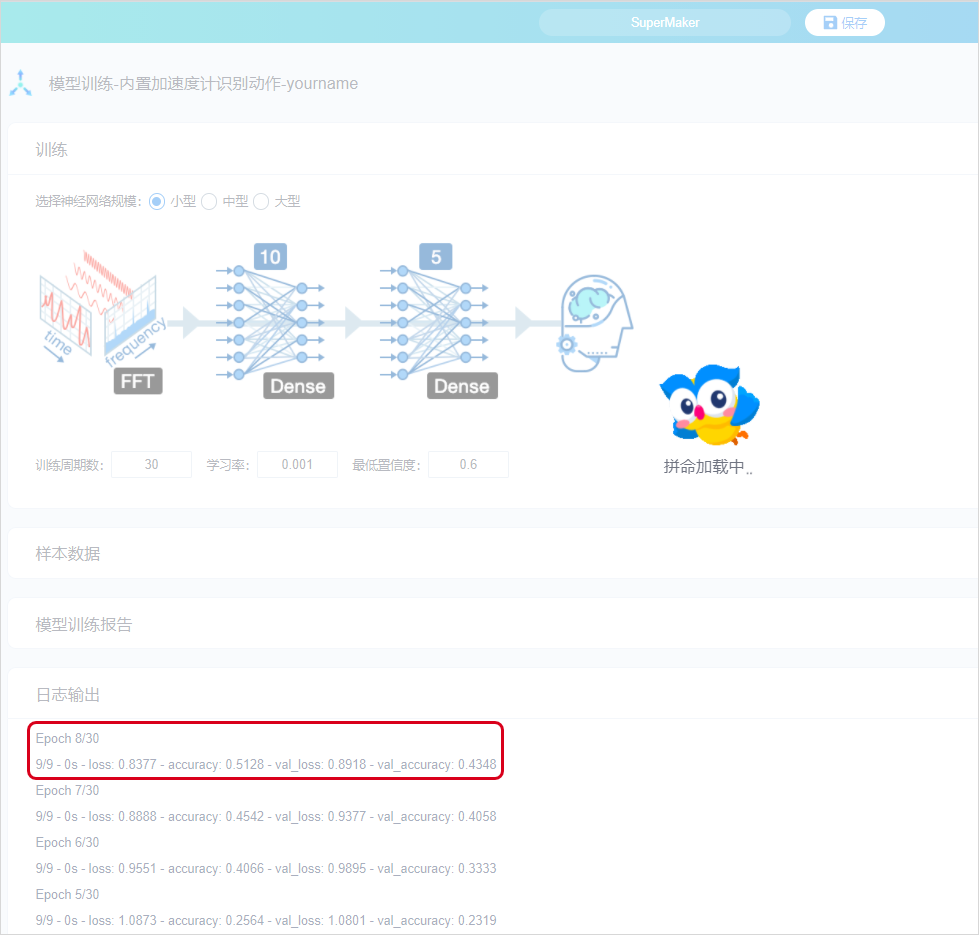 SuperMaker
保存
模型训练-内置加速度计识别动作-yourname
训练
选择神经网络规模: 小型 中型 大型
10
5
time
frequency
FFT
Dense
Dense
训练周期数: 30 学习率: 0.001 最低置信度: 0.6
拼命加载中..
样本数据
模型训练报告
日志输出
Epoch 8/30
9/9 - 0s - loss: 0.8377 - accuracy: 0.5128 - val_loss: 0.8918 - val_accuracy: 0.4348
Epoch 7/30
9/9 - 0s - loss: 0.8888 - accuracy: 0.4542 - val_loss: 0.9377 - val_accuracy: 0.4058
Epoch 6/30
9/9 - 0s - loss: 0.9551 - accuracy: 0.4066 - val_loss: 0.9895 - val_accuracy: 0.3333
Epoch 5/30
9/9 - 0s - loss: 1.0873 - accuracy: 0.2564 - val_loss: 1.0801 - val_accuracy: 0.2319